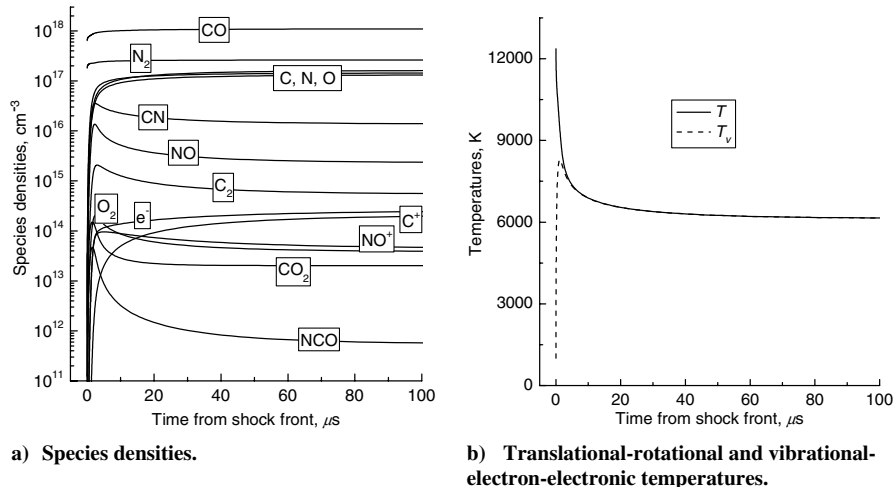 10^18
10^17
10^16
10^15
10^14
10^13
10^12
10^11
Species densities, cm^-3
CO
N₂
C, N, O
CN
NO
C₂
O₂
e^-
C^+
NO^+
CO₂
NCO
0
20
40
60
80
100
Time from shock front, μs
a) Species densities.
12000
9000
6000
3000
0
Temperatures, K
T
T_v
0
20
40
60
80
100
Time from shock front, μs
b) Translational-rotational and vibrational-
electron-electronic temperatures.